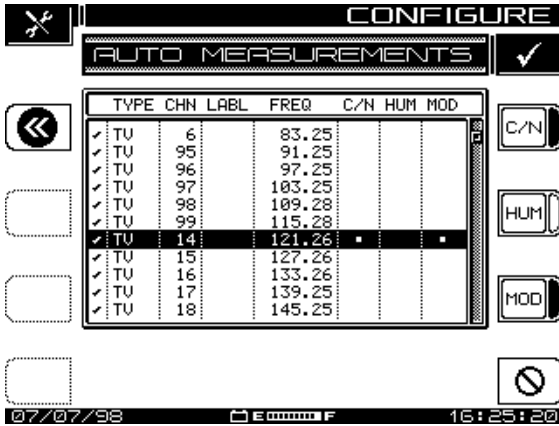 CONFIGURE
AUTO MEASUREMENTS
TYPE CHN LABL FREQ C/N HUM MOD
TV 6 83.25
TV 95 91.25
TV 96 97.25
TV 97 103.25
TV 98 109.28
TV 99 115.28
TV 14 121.26
TV 15 127.26
TV 16 133.26
TV 17 139.25
TV 18 145.25
C/N
HUM
MOD
07/07/98 E F 16:25:20